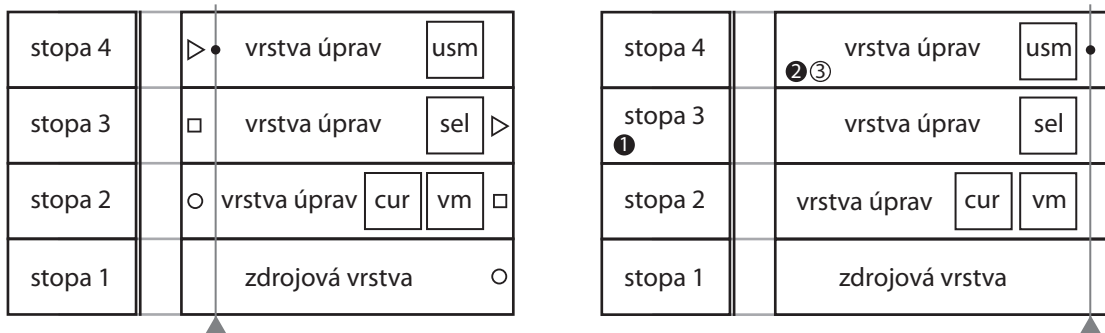 stopa 4 vrstva úprav usm
stopa 3 vrstva úprav sel
stopa 2 vrstva úprav cur vm
stopa 1 zdrojová vrstva
stopa 4 vrstva úprav usm
❷③
stopa 3 vrstva úprav sel
❶
stopa 2 vrstva úprav cur vm
stopa 1 zdrojová vrstva